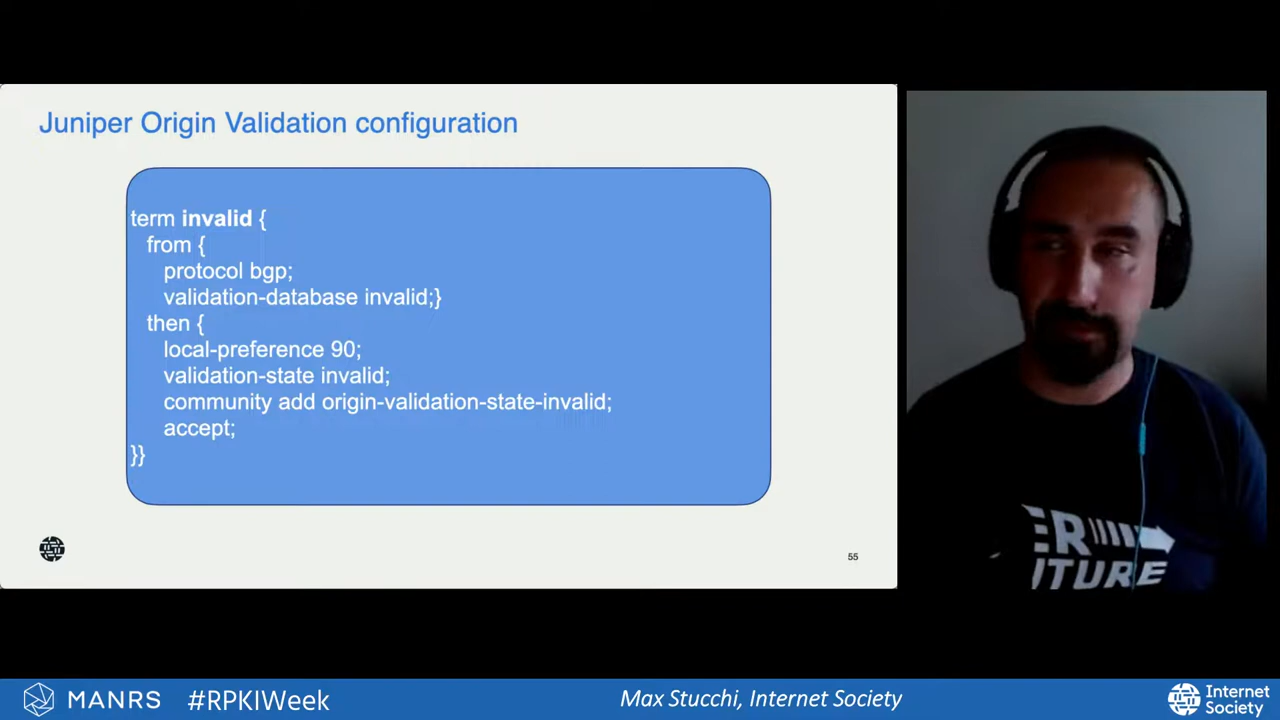 Juniper Origin Validation configuration
term invalid {
from {
protocol bgp;
validation-database invalid;}
then {
local-preference 90;
validation-state invalid;
community add origin-validation-state-invalid;
accept;
}}
55
MANRS
#RPKIWeek
Max Stucchi, Internet Society
Internet
Society